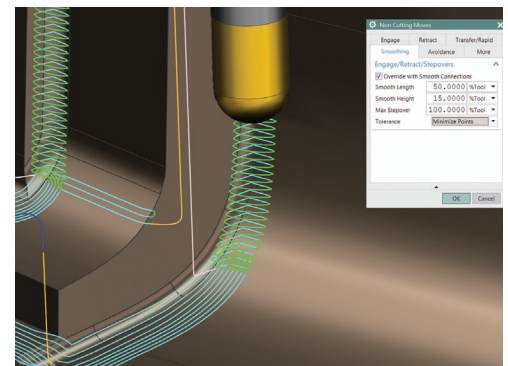 Non Cutting Moves
Engage Retract Transfer/Rapid
Smoothing Avoidance More
Engage/Retract/Stepovers
Override with Smooth Connections
Smooth Length 50.0000 %Tool
Smooth Height 15.0000 %Tool
Max Stepover 100.0000 %Tool
Tolerance Minimize Points
OK Cancel